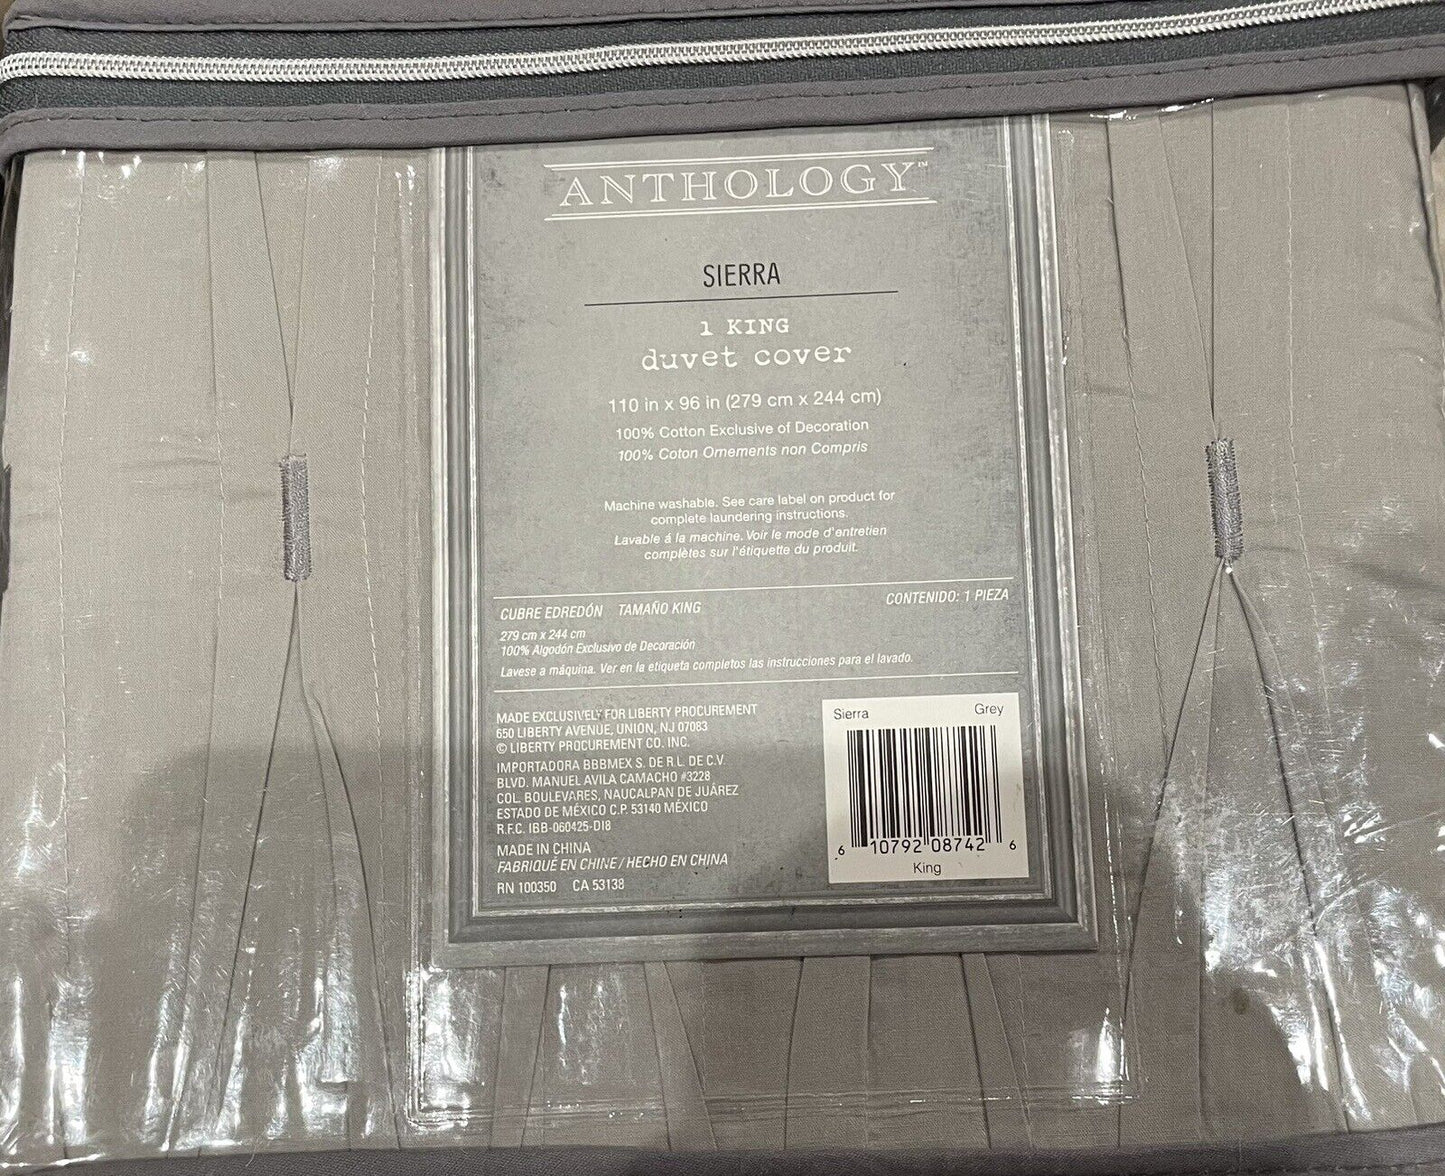 ANTHOLOGY™
SIERRA
1 KING
duvet cover
110 in x 96 in (279 cm x 244 cm)
100% Cotton Exclusive of Decoration
100% Coton Ornements non Compris
Machine washable. See care label on product for
complete laundering instructions.
Lavable á la machine. Voir le mode d'entretien
complètes sur l'étiquette du produit.
CUBRE EDREDÓN TAMAÑO KING
CONTENIDO: 1 PIEZA
279 cm x 244 cm
100% Algodón Exclusivo de Decoración
Lavese a máquina. Ver en la etiqueta completos las instrucciones para el lavado.
MADE EXCLUSIVELY FOR LIBERTY PROCUREMENT
650 LIBERTY AVENUE, UNION, NJ 07083
© LIBERTY PROCUREMENT CO. INC.
IMPORTADORA BBBMEX S. DE R.L. DE C.V.
BLVD. MANUEL AVILA CAMACHO #3228
COL. BOULEVARES, NAUCALPAN DE JUÁREZ
ESTADO DE MÉXICO C.P. 53140 MÉXICO
R.F.C. IBB-060425-DI8
MADE IN CHINA
FABRIQUÉ EN CHINE / HECHO EN CHINA
RN 100350 CA 53138
Sierra Grey
6 10792 08742 6
King